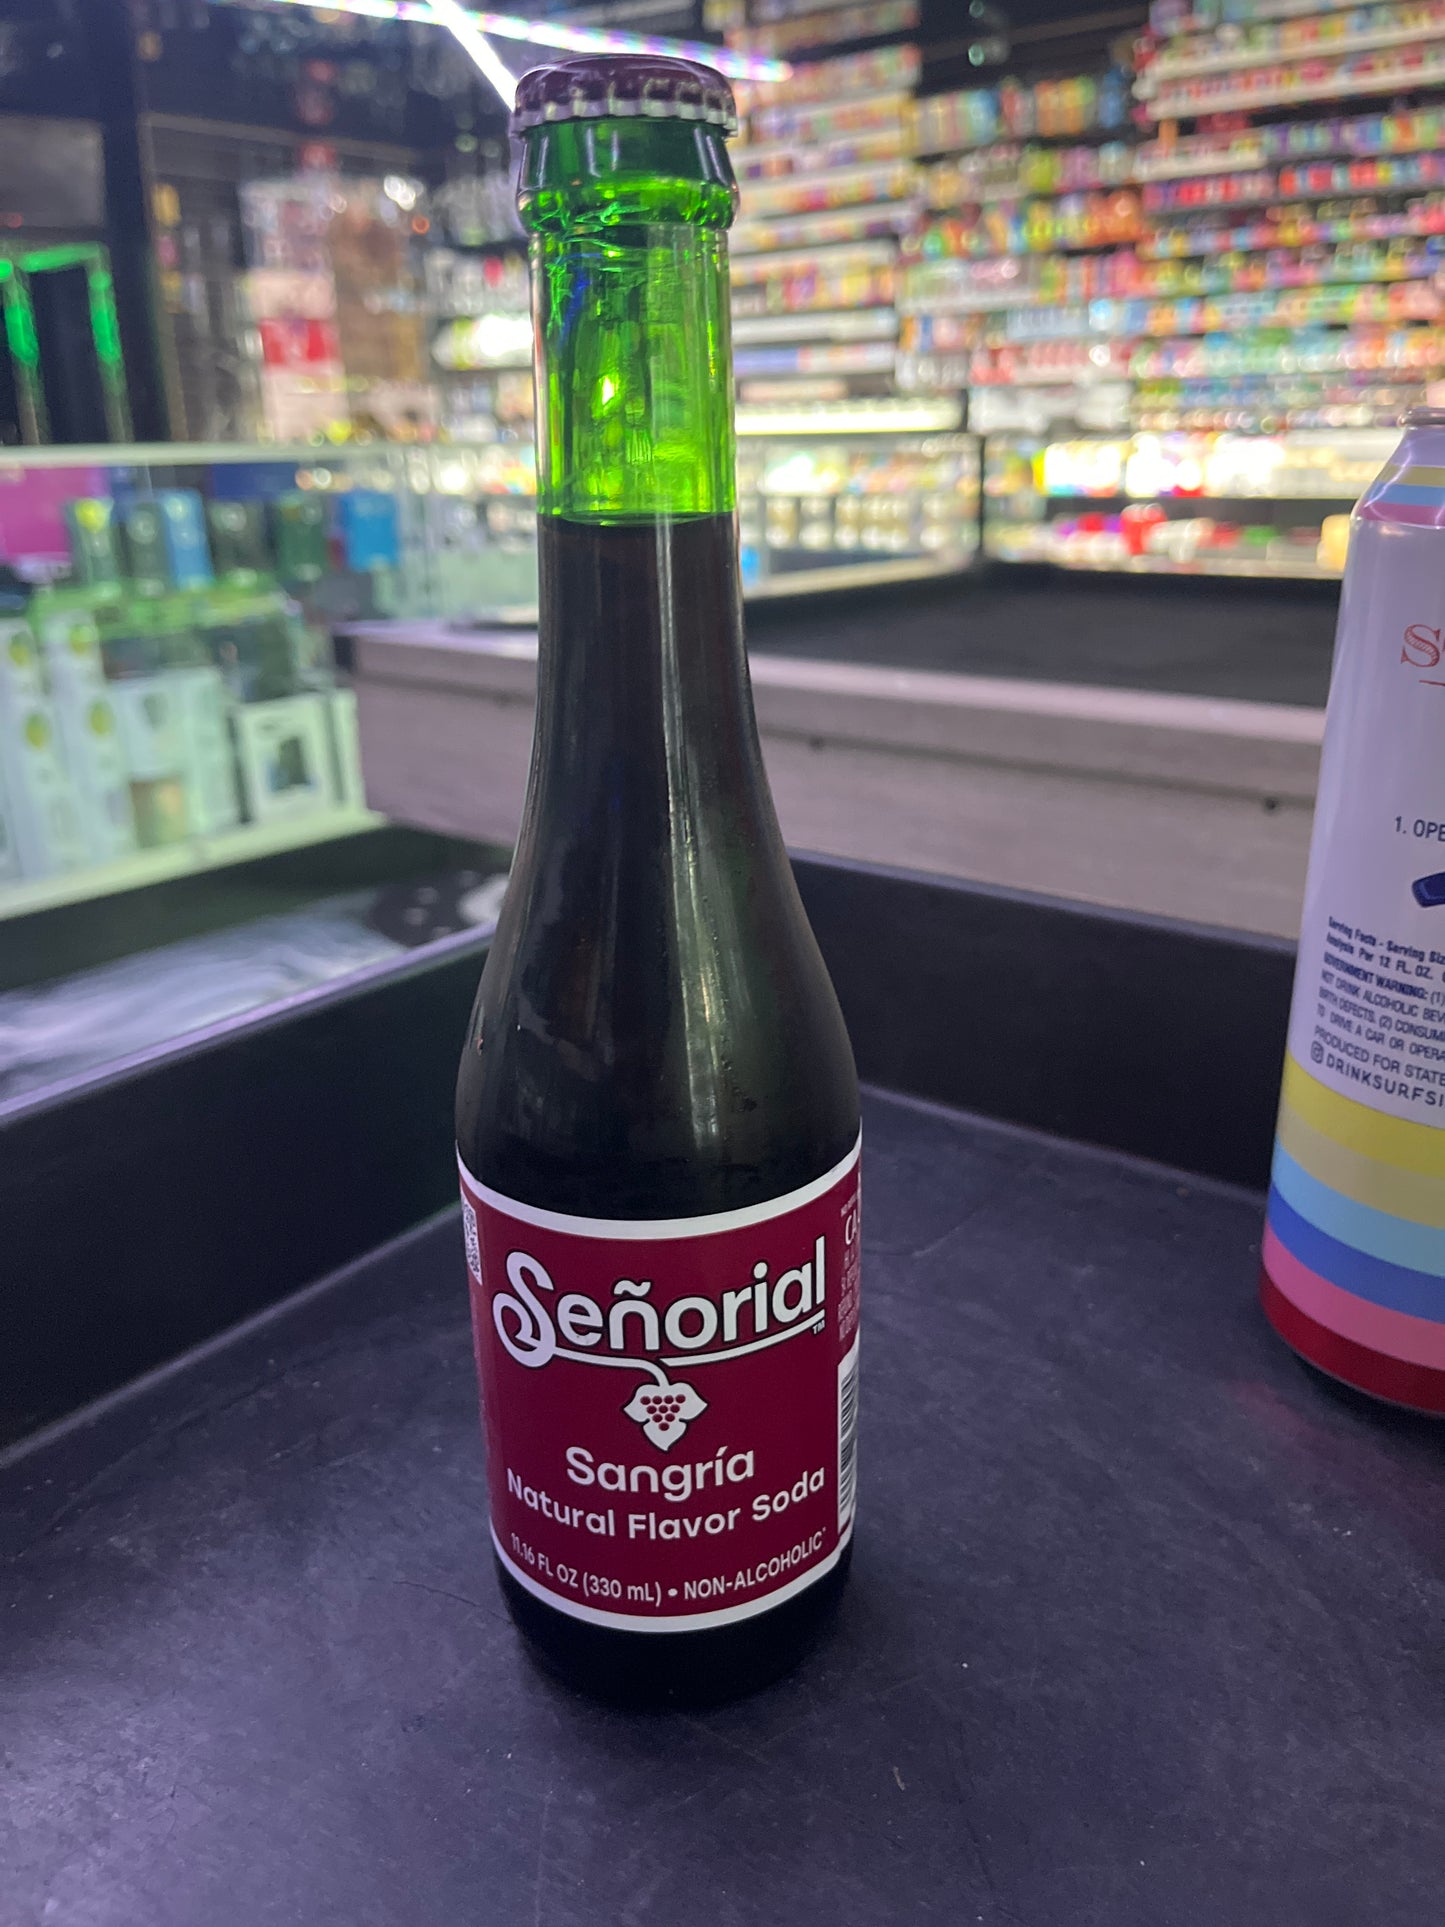 Señorial
TM
Sangría
Natural Flavor Soda
11.16 FL OZ (330 mL) • NON-ALCOHOLIC*
CA
1. OPE
Serving Facts - Serving Siz
Analysis Per 12 FL. OZ.
GOVERNMENT WARNING: (1)
NOT DRINK ALCOHOLIC BEV
BIRTH DEFECTS. (2) CONSUM
TO DRIVE A CAR OR OPERA
PRODUCED FOR STATE
DRINKSURFSI